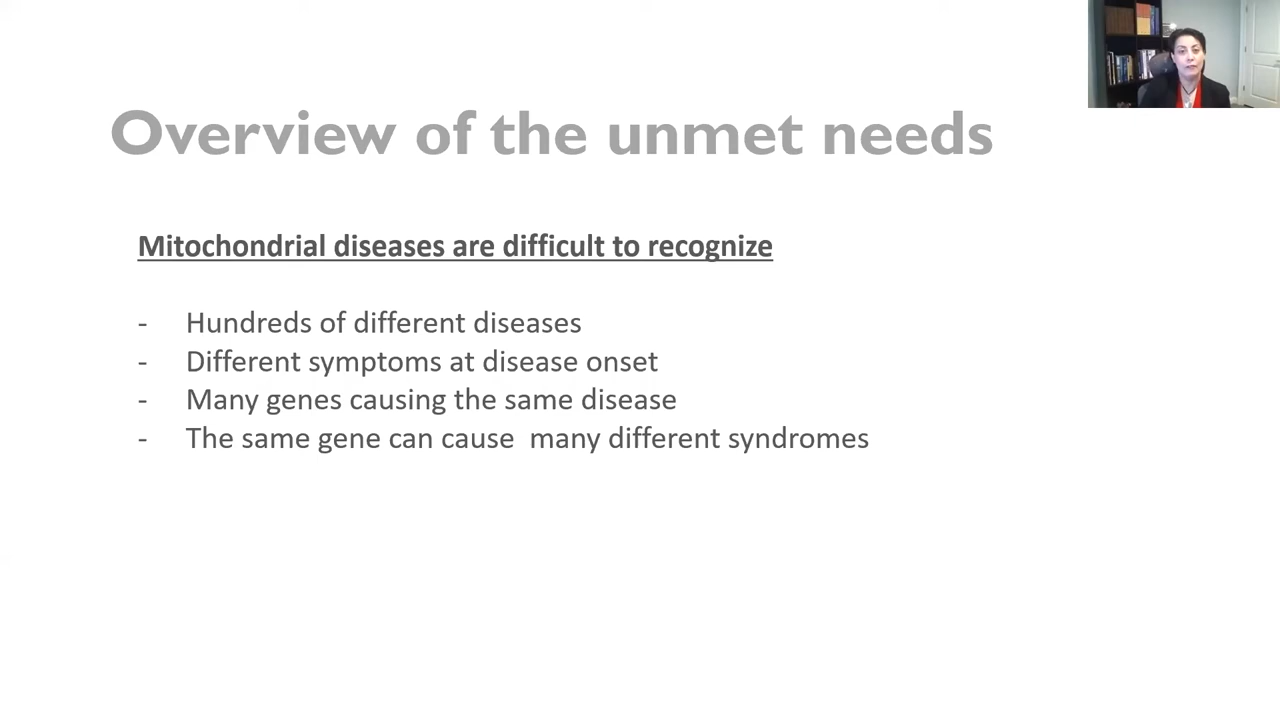 Overview of the unmet needs
Mitochondrial diseases are difficult to recognize
- Hundreds of different diseases
- Different symptoms at disease onset
- Many genes causing the same disease
- The same gene can cause  many different syndromes